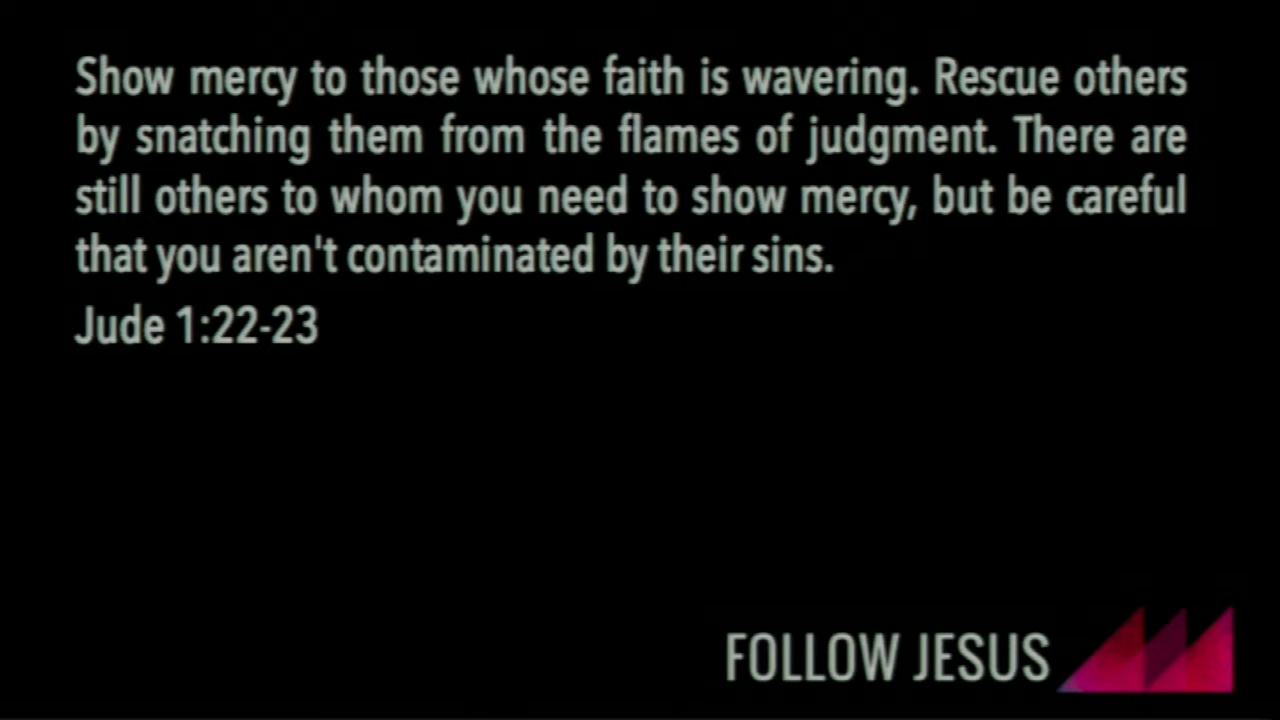 Show mercy to those whose faith is wavering. Rescue others
by snatching them from the flames of judgment. There are
still others to whom you need to show mercy, but be careful
that you aren't contaminated by their sins.
Jude 1:22-23
FOLLOW JESUS